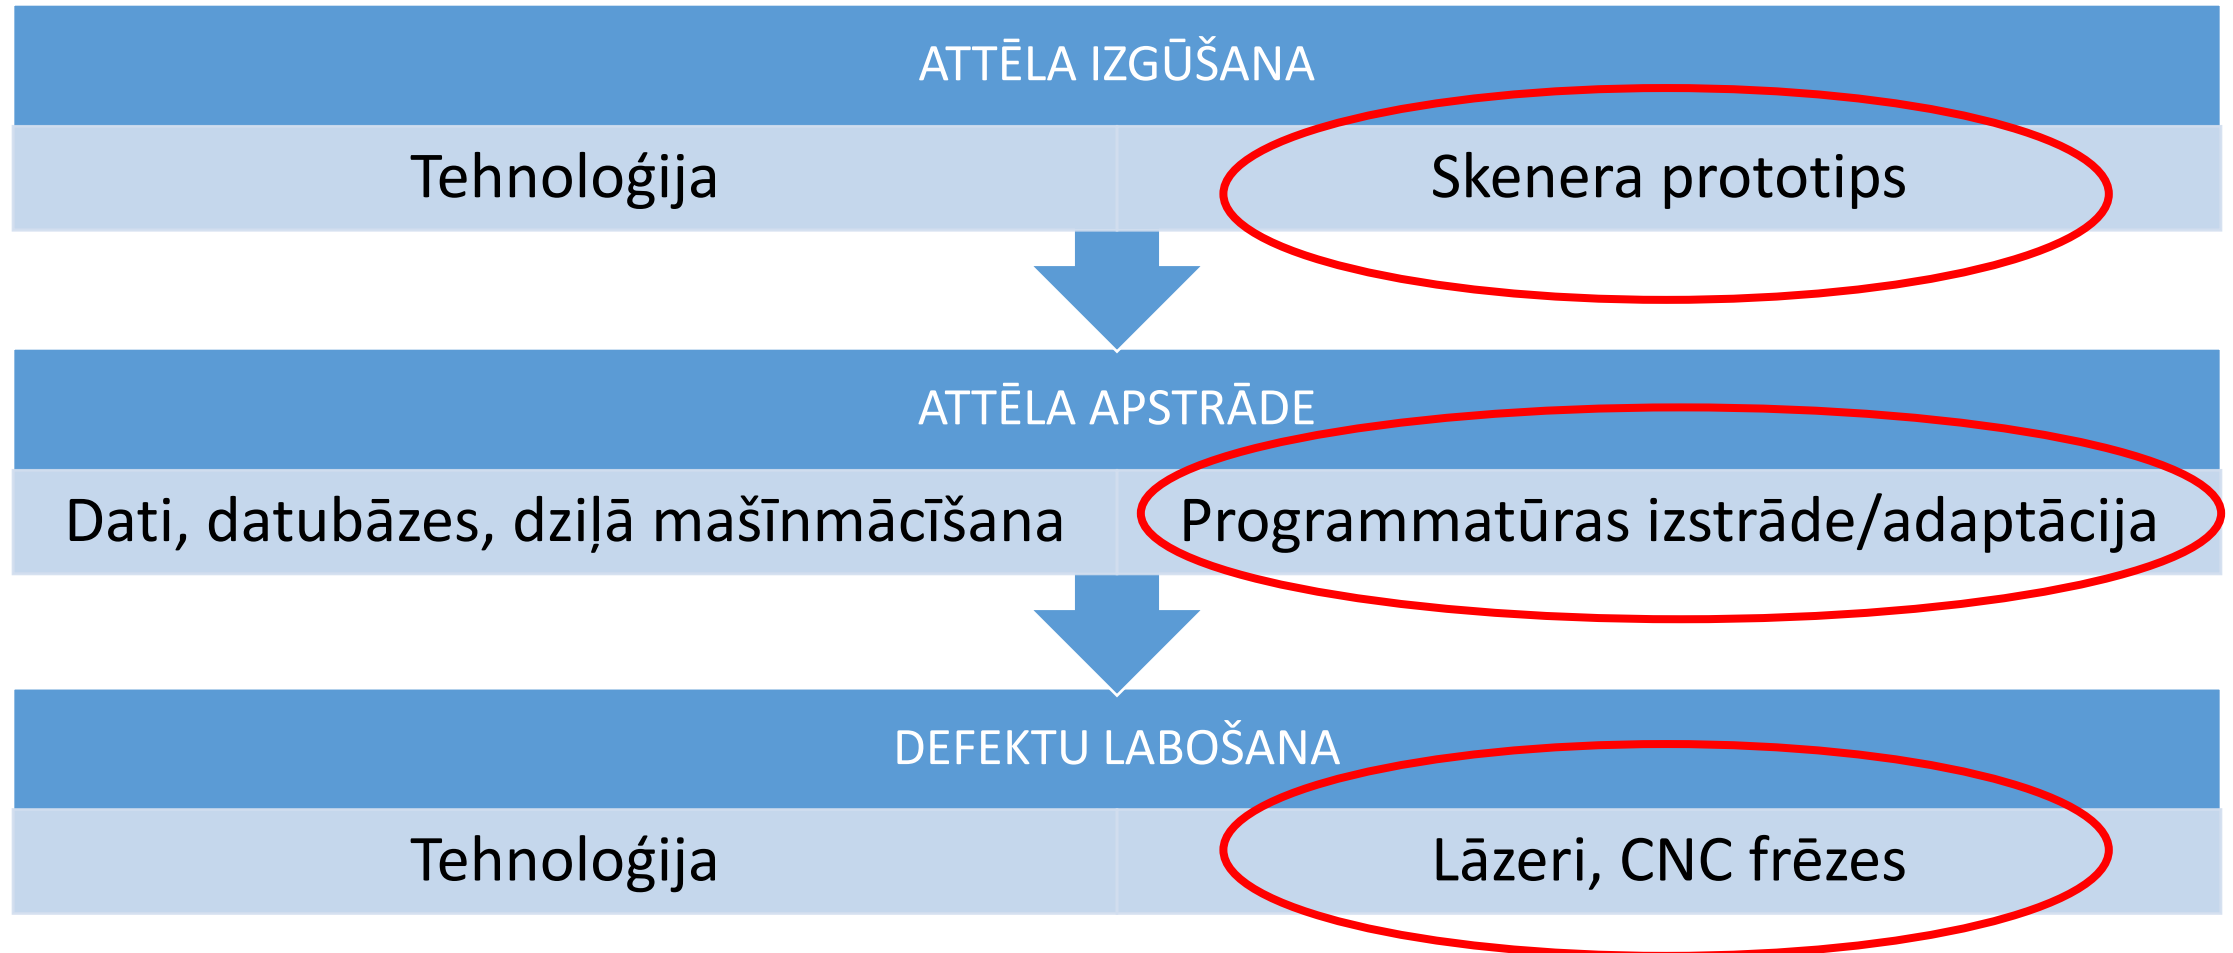 ATTĒLA IZGŪŠANA
Tehnoloģija
Skenera prototips
ATTĒLA APSTRĀDE
Dati, datubāzes, dziļā mašīnmācīšana
Programmatūras izstrāde/adaptācija
DEFEKTU LABOŠANA
Tehnoloģija
Lāzeri, CNC frēzes